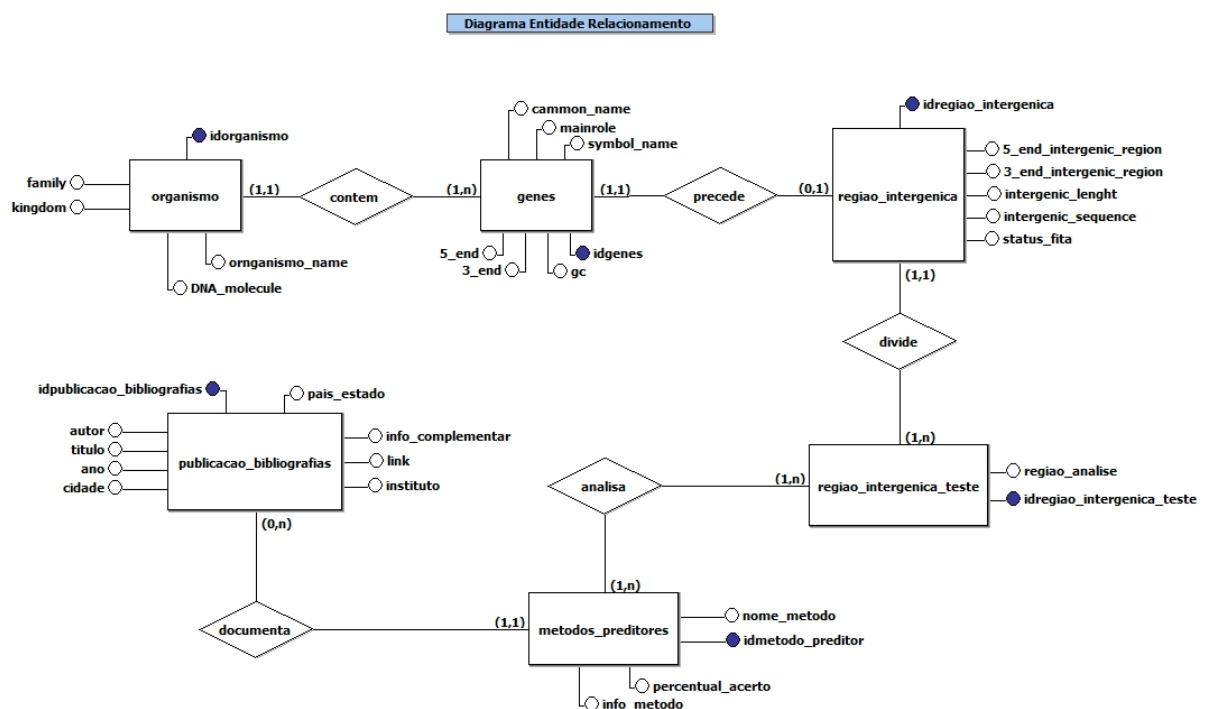 Diagrama Entidade Relacionamento
cammon_name
mainrole
symbol_name
idorganismo
family
kingdom
organismo
(1,1)
contem
(1,n)
genes
(1,1)
precede
(0,1)
regiao_intergenica
idregiao_intergenica
5_end_intergenic_region
3_end_intergenic_region
intergenic_lenght
intergenic_sequence
status_fita
ornganismo_name
DNA_molecule
5_end
3_end
gc
idgenes
(1,1)
divide
(1,n)
idpublicacao_bibliografias
pais_estado
autor
titulo
ano
cidade
publicacao_bibliografias
info_complementar
link
instituto
(0,n)
analisa
(1,n)
regiao_intergenica_teste
regiao_analise
idregiao_intergenica_teste
(1,n)
documenta
(1,1)
metodos_preditores
nome_metodo
idmetodo_preditor
percentual_acerto
info_metodo